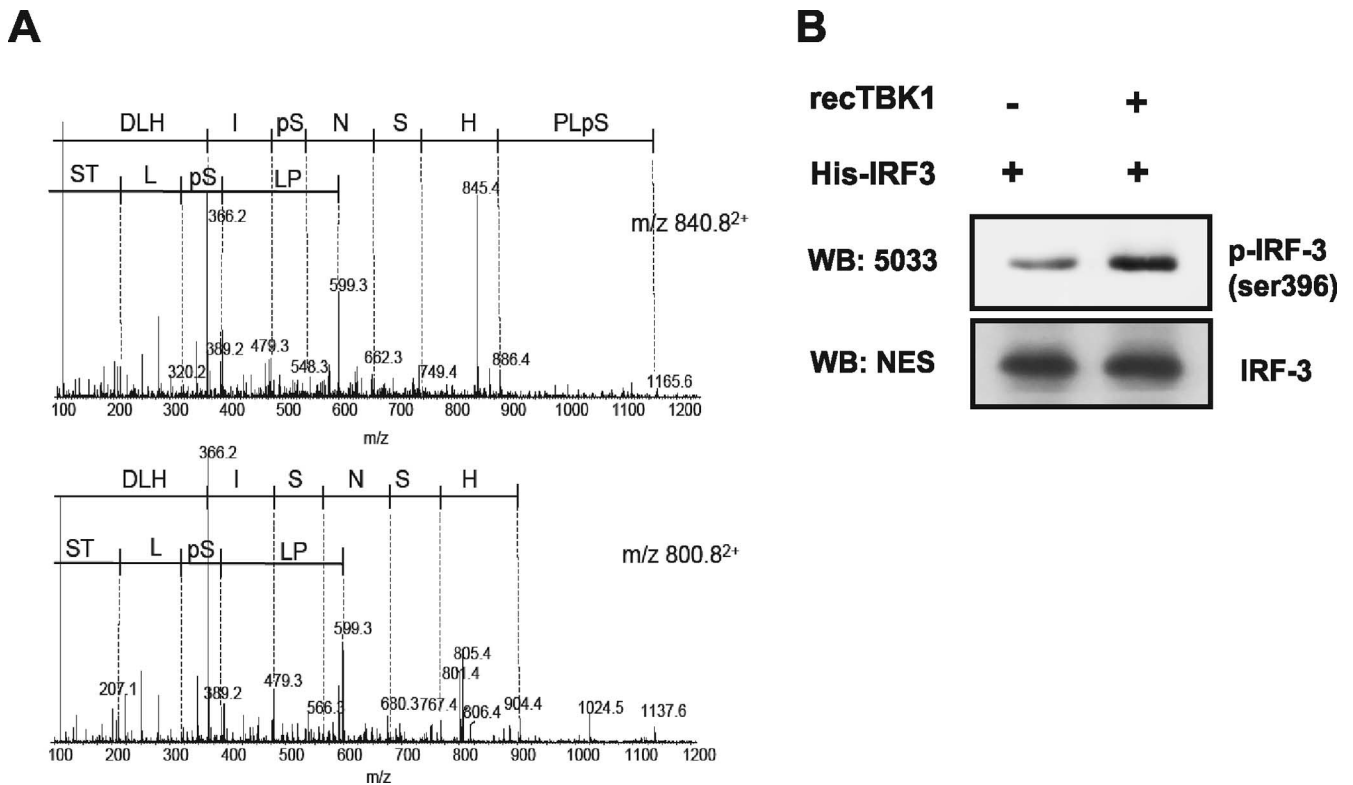 A
DLH I pS N S H PLpS
ST L pS LP
845.4
366.2
m/z 840.8²⁺
599.3
389.2 479.3
320.2 548.3 662.3 749.4 886.4
1165.6
100 200 300 400 500 600 700 800 900 1000 1100 1200
m/z
366.2
DLH I S N S H
ST L pS LP
m/z 800.8²⁺
599.3
805.4
801.4
207.1 389.2 479.3 566.3 680.3 767.4 806.4 904.4 1024.5 1137.6
100 200 300 400 500 600 700 800 900 1000 1100 1200
m/z
B
recTBK1 - +
His-IRF3 + +
WB: 5033 p-IRF-3
(ser396)
WB: NES IRF-3